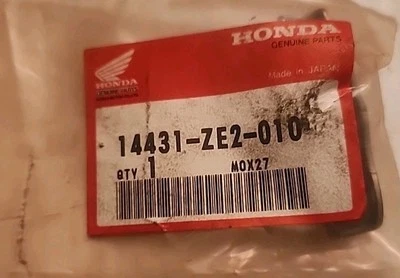 HONDA
GENUINE PARTS
Made in JAPAN
HONDA
14431-ZE2-010
QTY 1 MOX27